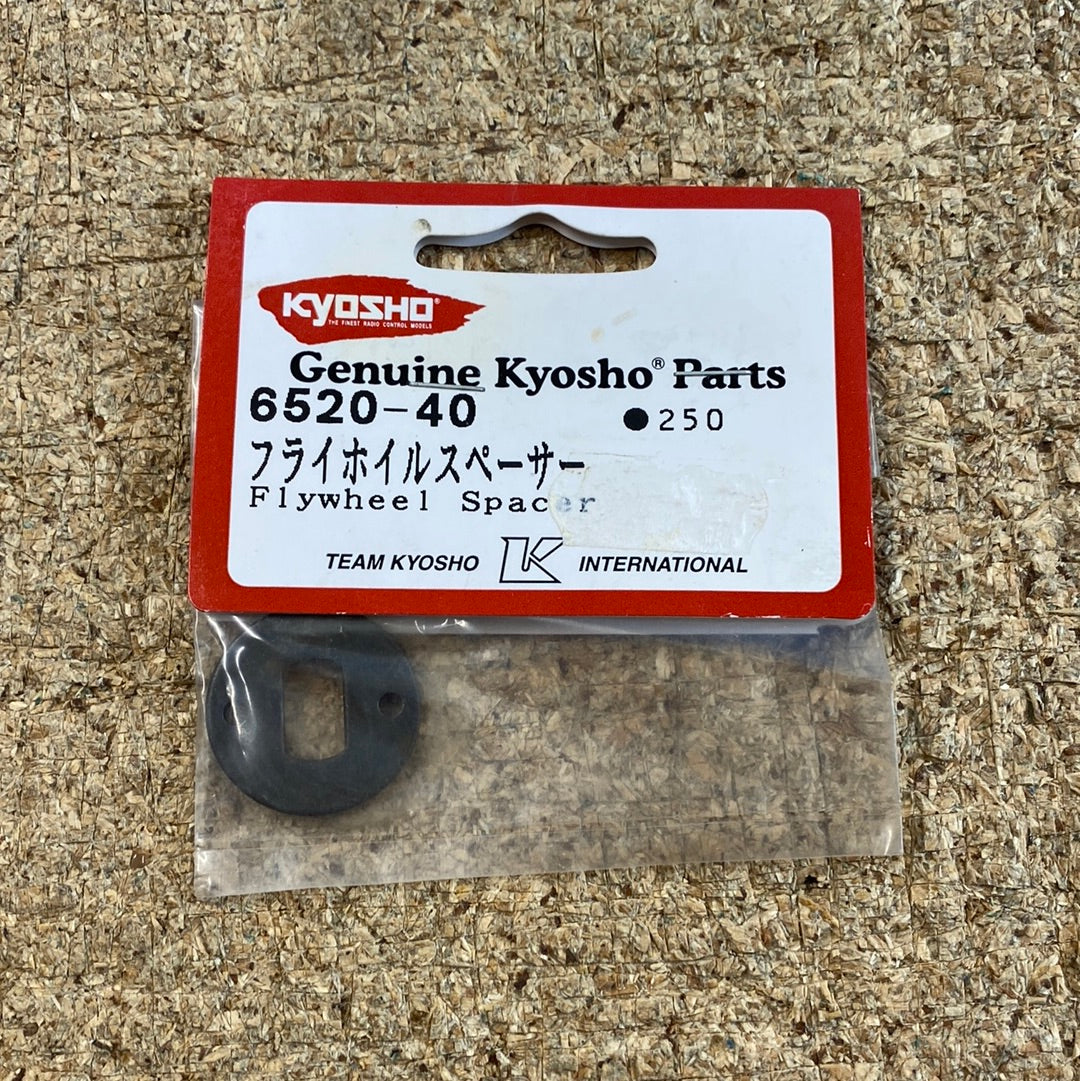 KYOSHO®
THE FINEST RADIO CONTROL MODELS
Genuine Kyosho® Parts
6520-40 ●250
フライホイルスペーサー
Flywheel Spacer
TEAM KYOSHO K INTERNATIONAL